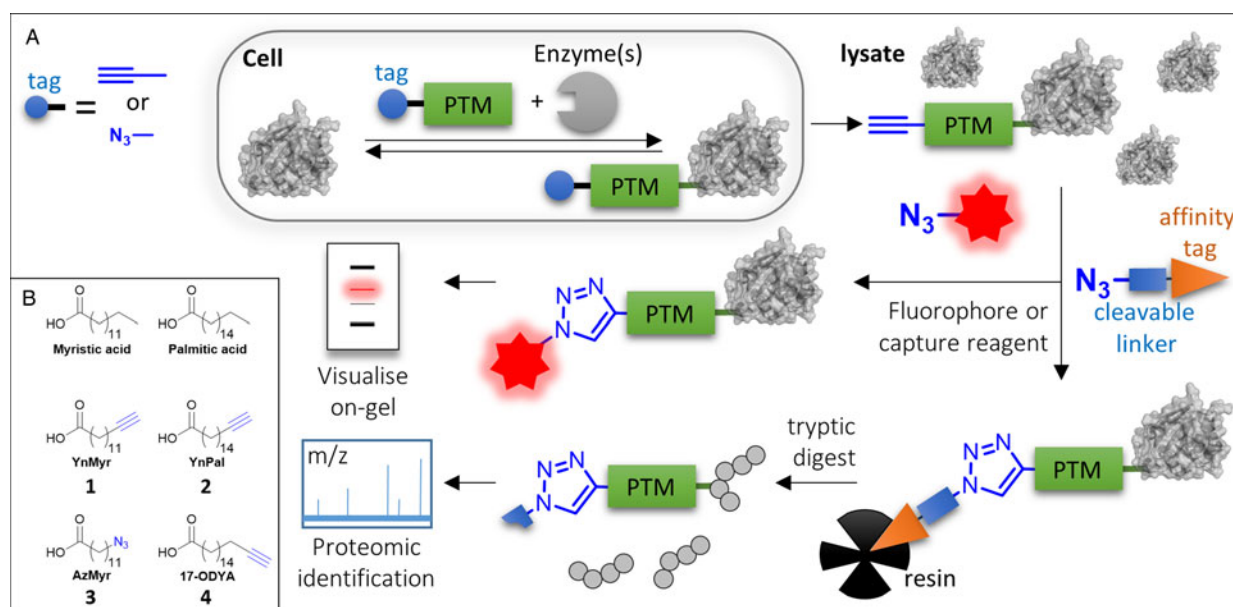 A
tag
=
or
N3
Cell
tag
PTM
+
Enzyme(s)
PTM
lysate
PTM
N3
affinity
tag
N3
cleavable
linker
Fluorophore or
capture reagent
N
N
N
PTM
Visualise
on-gel
B
O
HO
11
Myristic acid
O
HO
14
Palmitic acid
O
HO
11
YnMyr
1
O
HO
14
YnPal
2
O
HO
N3
11
AzMyr
3
O
HO
14
17-ODYA
4
m/z
Proteomic
identification
N
N
N
PTM
tryptic
digest
N
N
N
PTM
resin